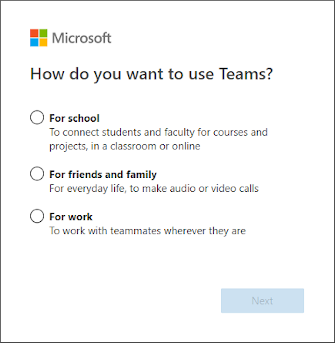 Microsoft
How do you want to use Teams?
For school
To connect students and faculty for courses and
projects, in a classroom or online
For friends and family
For everyday life, to make audio or video calls
For work
To work with teammates wherever they are
Next